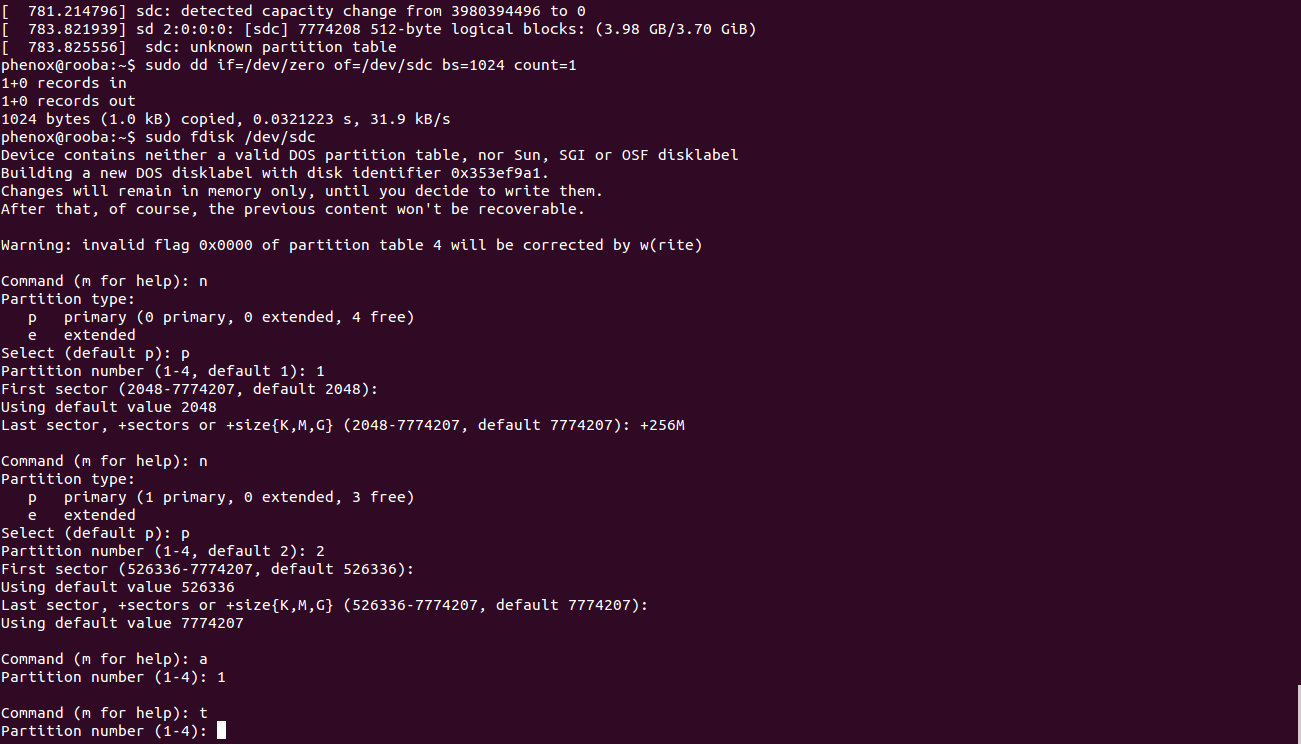 [  781.214796] sdc: detected capacity change from 3980394496 to 0
[  783.821939] sd 2:0:0:0: [sdc] 7774208 512-byte logical blocks: (3.98 GB/3.70 GiB)
[  783.825556]  sdc: unknown partition table
phenox@rooba:~$ sudo dd if=/dev/zero of=/dev/sdc bs=1024 count=1
1+0 records in
1+0 records out
1024 bytes (1.0 kB) copied, 0.0321223 s, 31.9 kB/s
phenox@rooba:~$ sudo fdisk /dev/sdc
Device contains neither a valid DOS partition table, nor Sun, SGI or OSF disklabel
Building a new DOS disklabel with disk identifier 0x353ef9a1.
Changes will remain in memory only, until you decide to write them.
After that, of course, the previous content won't be recoverable.

Warning: invalid flag 0x0000 of partition table 4 will be corrected by w(rite)

Command (m for help): n
Partition type:
   p   primary (0 primary, 0 extended, 4 free)
   e   extended
Select (default p): p
Partition number (1-4, default 1): 1
First sector (2048-7774207, default 2048):
Using default value 2048
Last sector, +sectors or +size{K,M,G} (2048-7774207, default 7774207): +256M

Command (m for help): n
Partition type:
   p   primary (1 primary, 0 extended, 3 free)
   e   extended
Select (default p): p
Partition number (1-4, default 2): 2
First sector (526336-7774207, default 526336):
Using default value 526336
Last sector, +sectors or +size{K,M,G} (526336-7774207, default 7774207):
Using default value 7774207

Command (m for help): a
Partition number (1-4): 1

Command (m for help): t
Partition number (1-4):